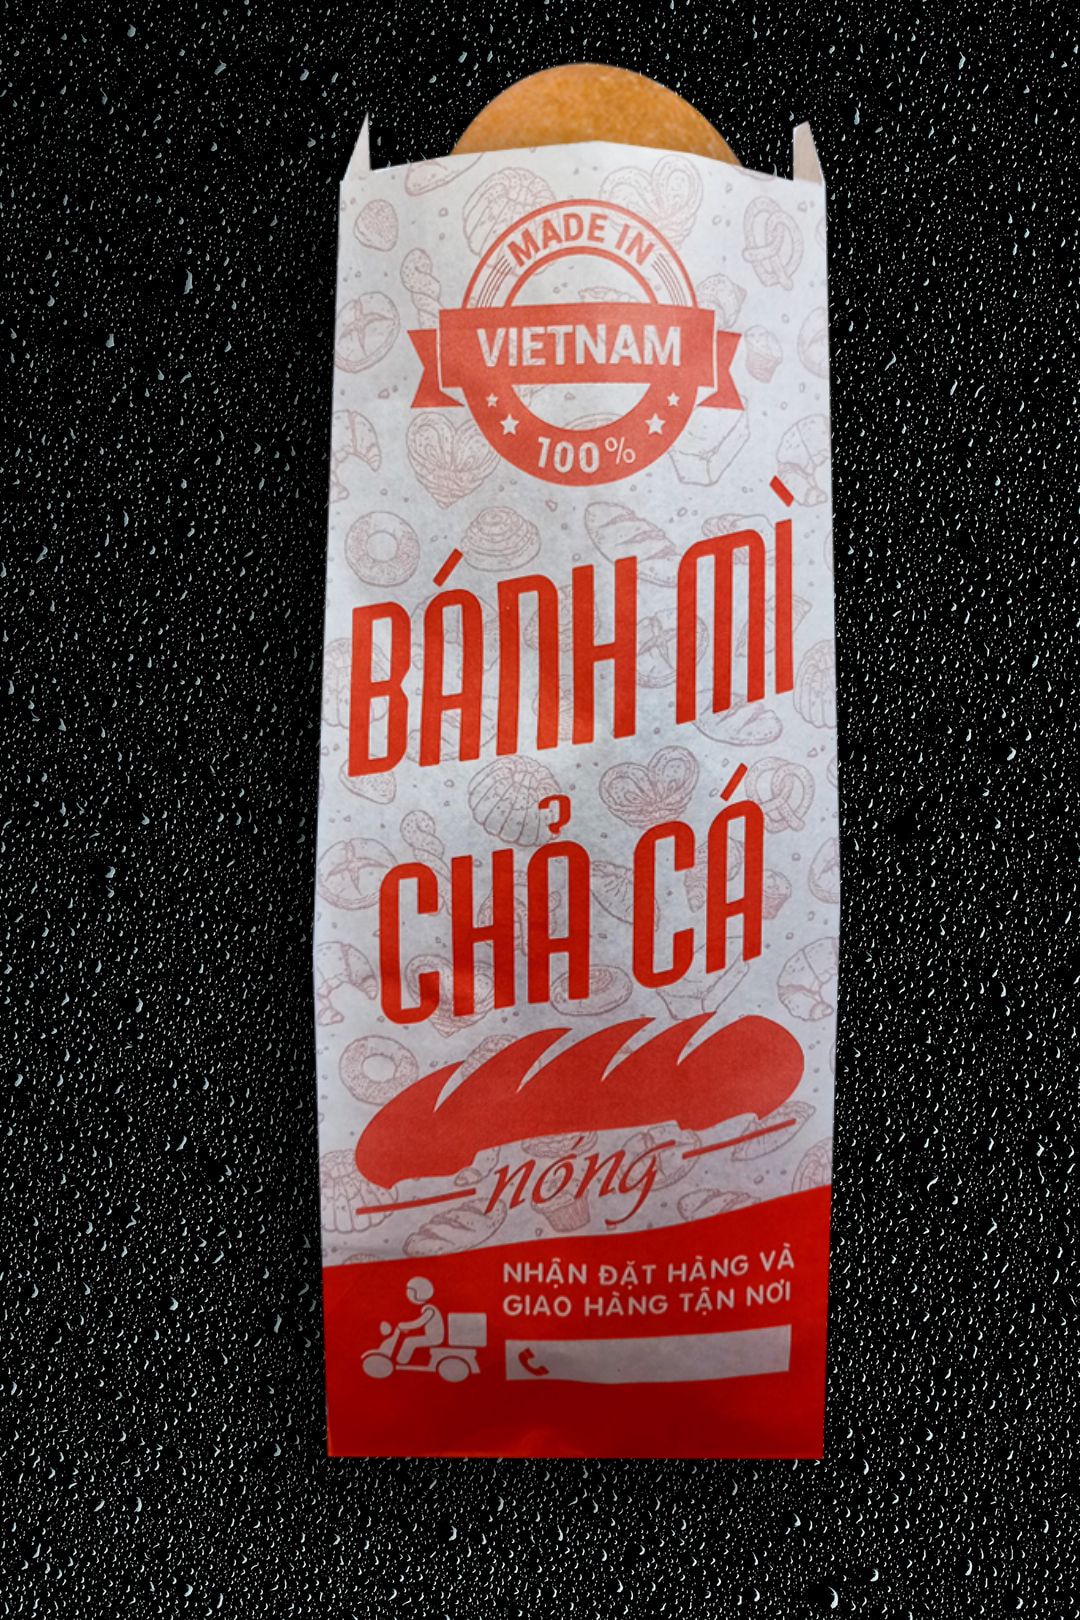 MADE IN
VIETNAM
100%
BÁNH MÌ
CHẢ CÁ
nóng
NHẬN ĐẶT HÀNG VÀ
GIAO HÀNG TẬN NƠI